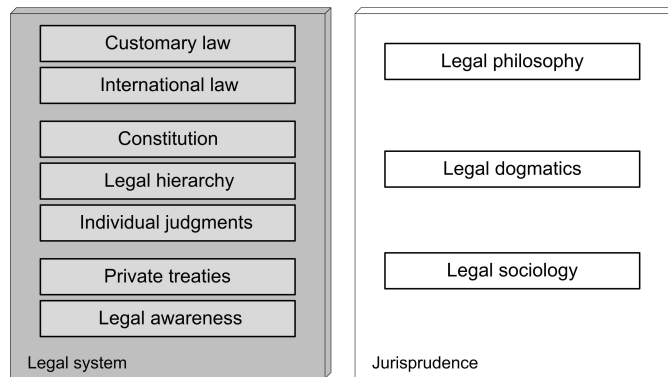 Customary law
International law
Constitution
Legal hierarchy
Individual judgments
Private treaties
Legal awareness
Legal system
Legal philosophy
Legal dogmatics
Legal sociology
Jurisprudence